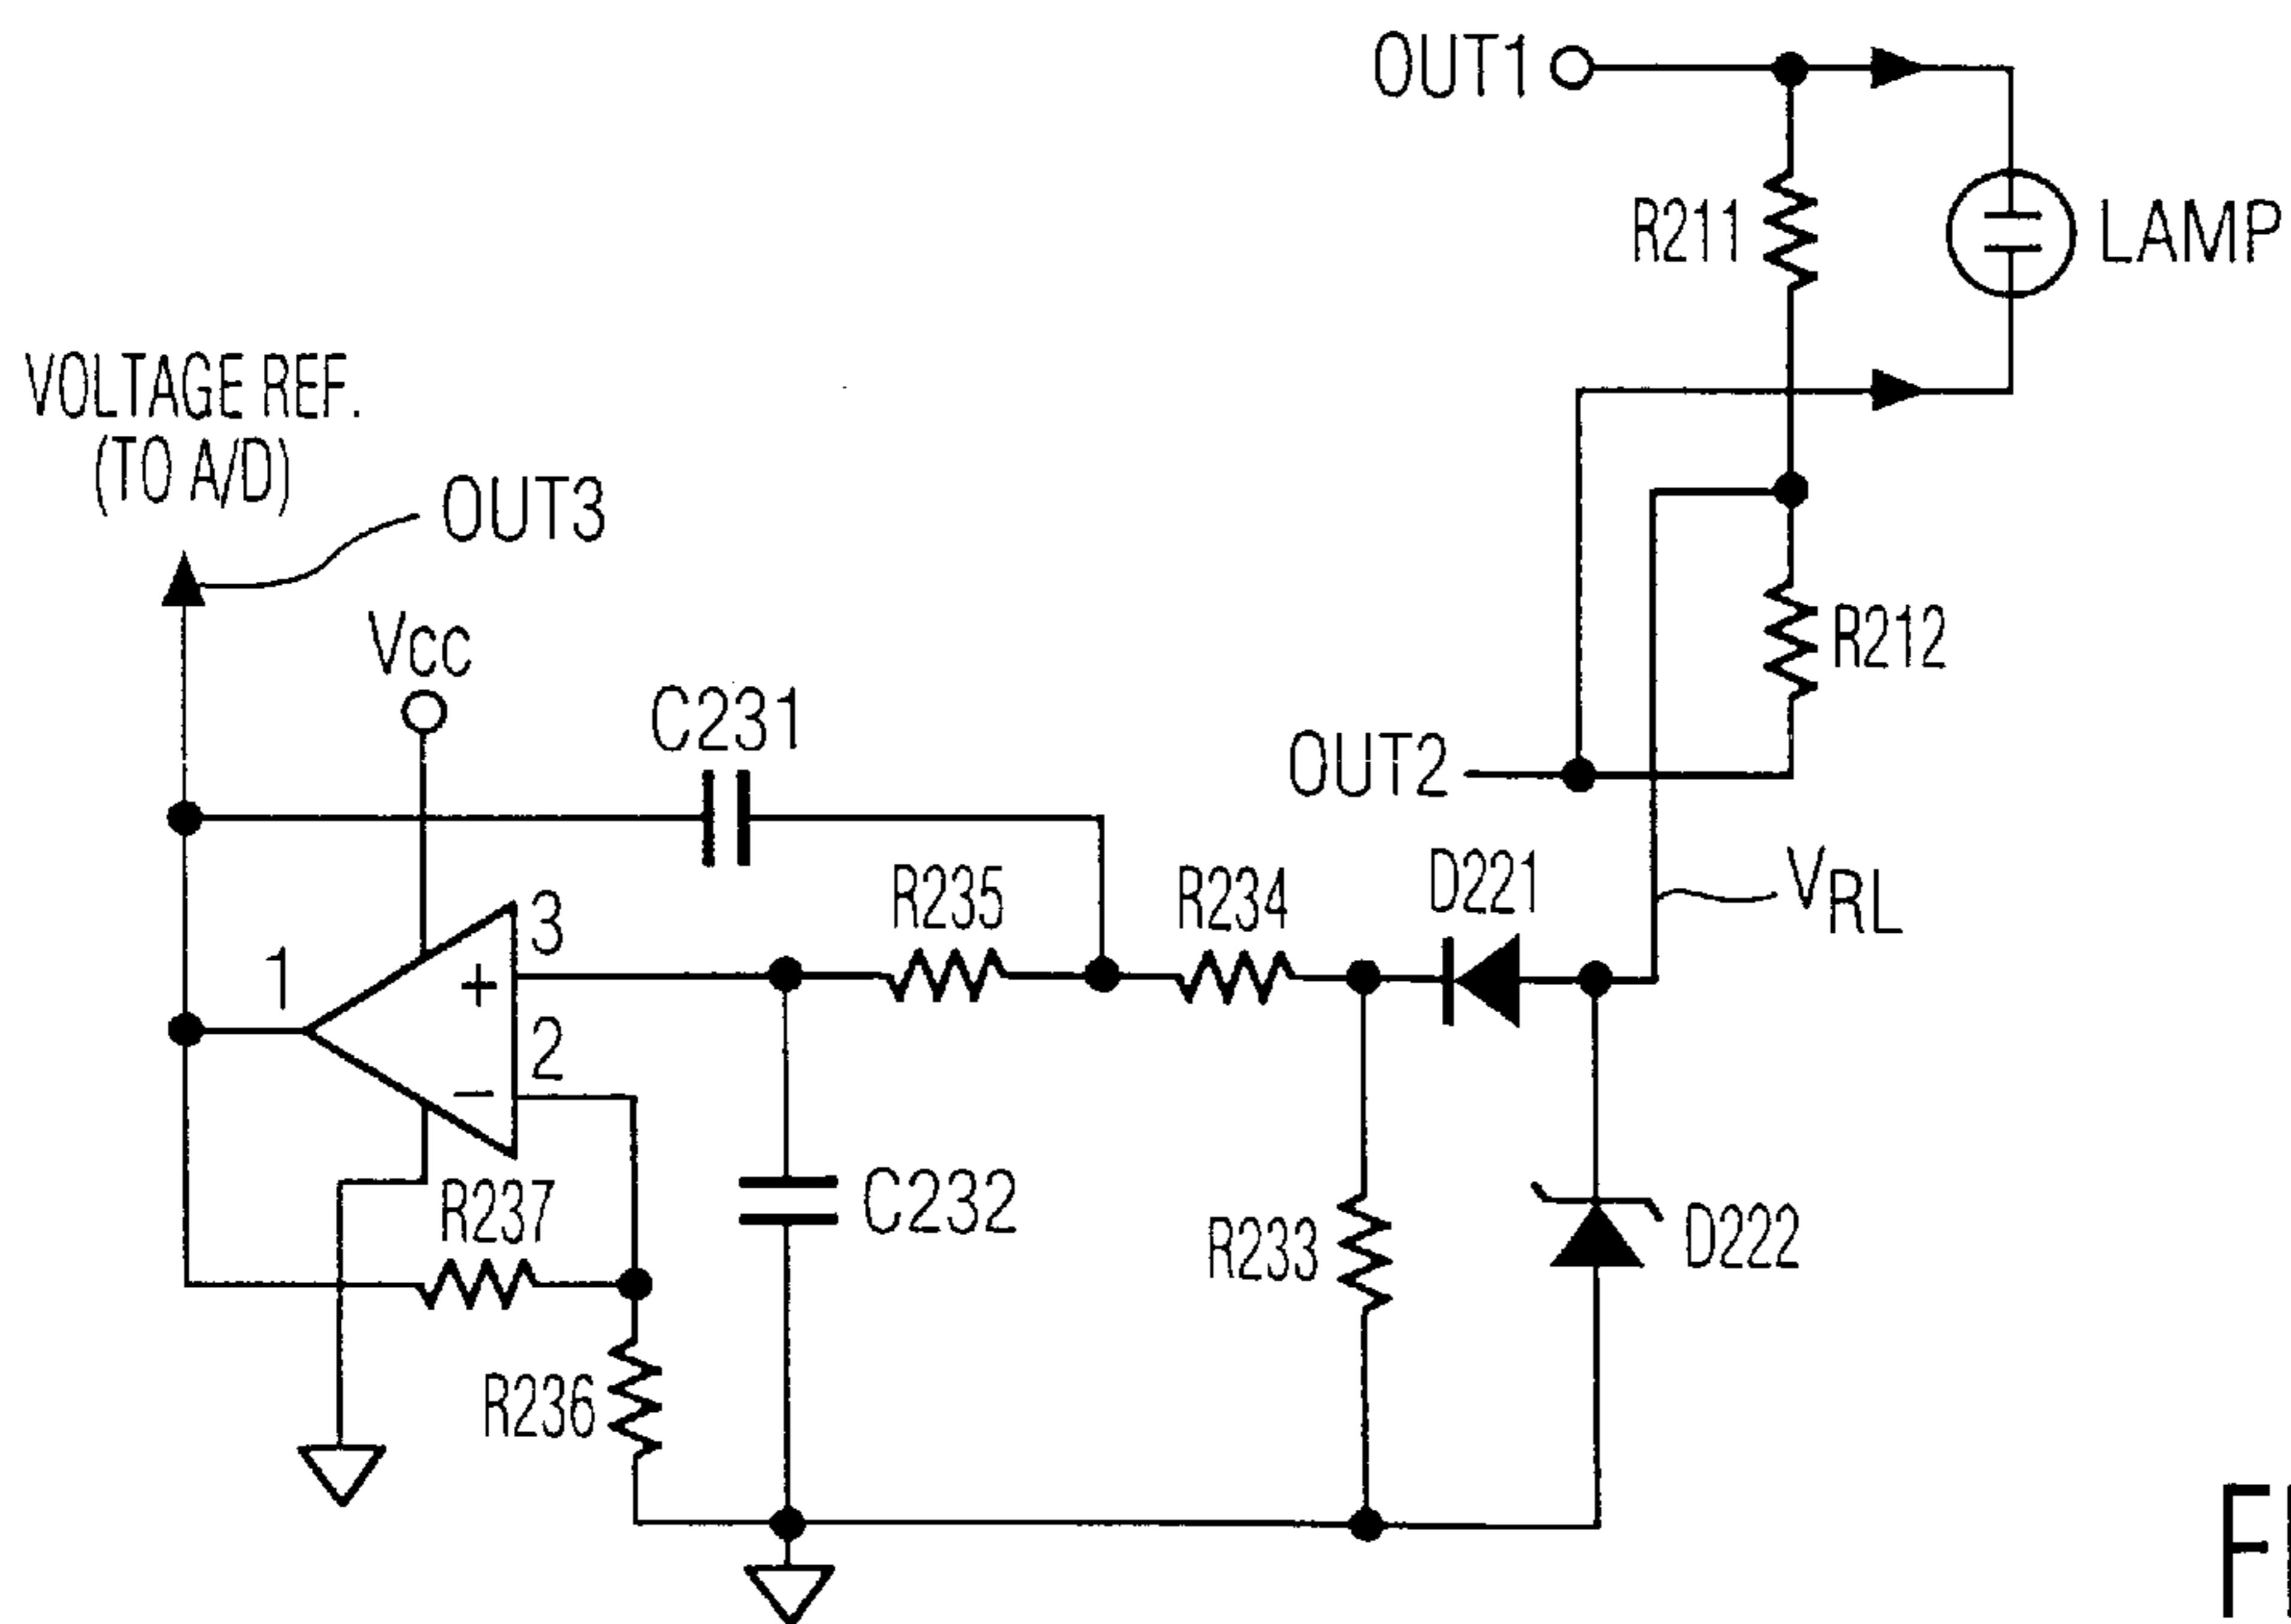 OUT1
R211
LAMP
VOLTAGE REF.
(TO A/D)
OUT3
Vcc
R212
C231
OUT2
R235
R234
D221
VRL
3
1
+
2
−
R237
C232
R233
D222
R236